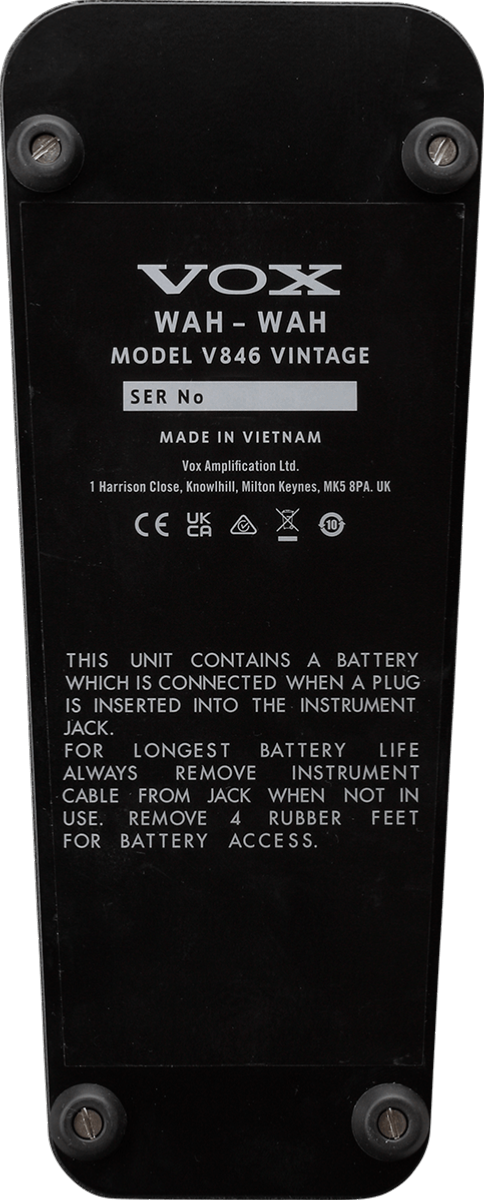 VOX
WAH – WAH
MODEL V846 VINTAGE
SER No
MADE IN VIETNAM
Vox Amplification Ltd.
1 Harrison Close, Knowlhill, Milton Keynes, MK5 8PA. UK
CE UK CA 10
THIS UNIT CONTAINS A BATTERY
WHICH IS CONNECTED WHEN A PLUG
IS INSERTED INTO THE INSTRUMENT
JACK.
FOR LONGEST BATTERY LIFE
ALWAYS REMOVE INSTRUMENT
CABLE FROM JACK WHEN NOT IN
USE. REMOVE 4 RUBBER FEET
FOR BATTERY ACCESS.